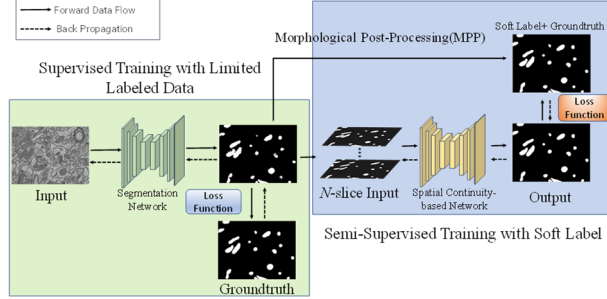 Forward Data Flow
Back Propagation
Soft Label+ Groundtruth
Morphological Post-Processing(MPP)
Supervised Training with Limited
Labeled Data
Loss
Function
Input
Segmentation
Network
Loss
Function
N-slice Input
Spatial Continuity-
based Network
Output
Groundtruth
Semi-Supervised Training with Soft Label